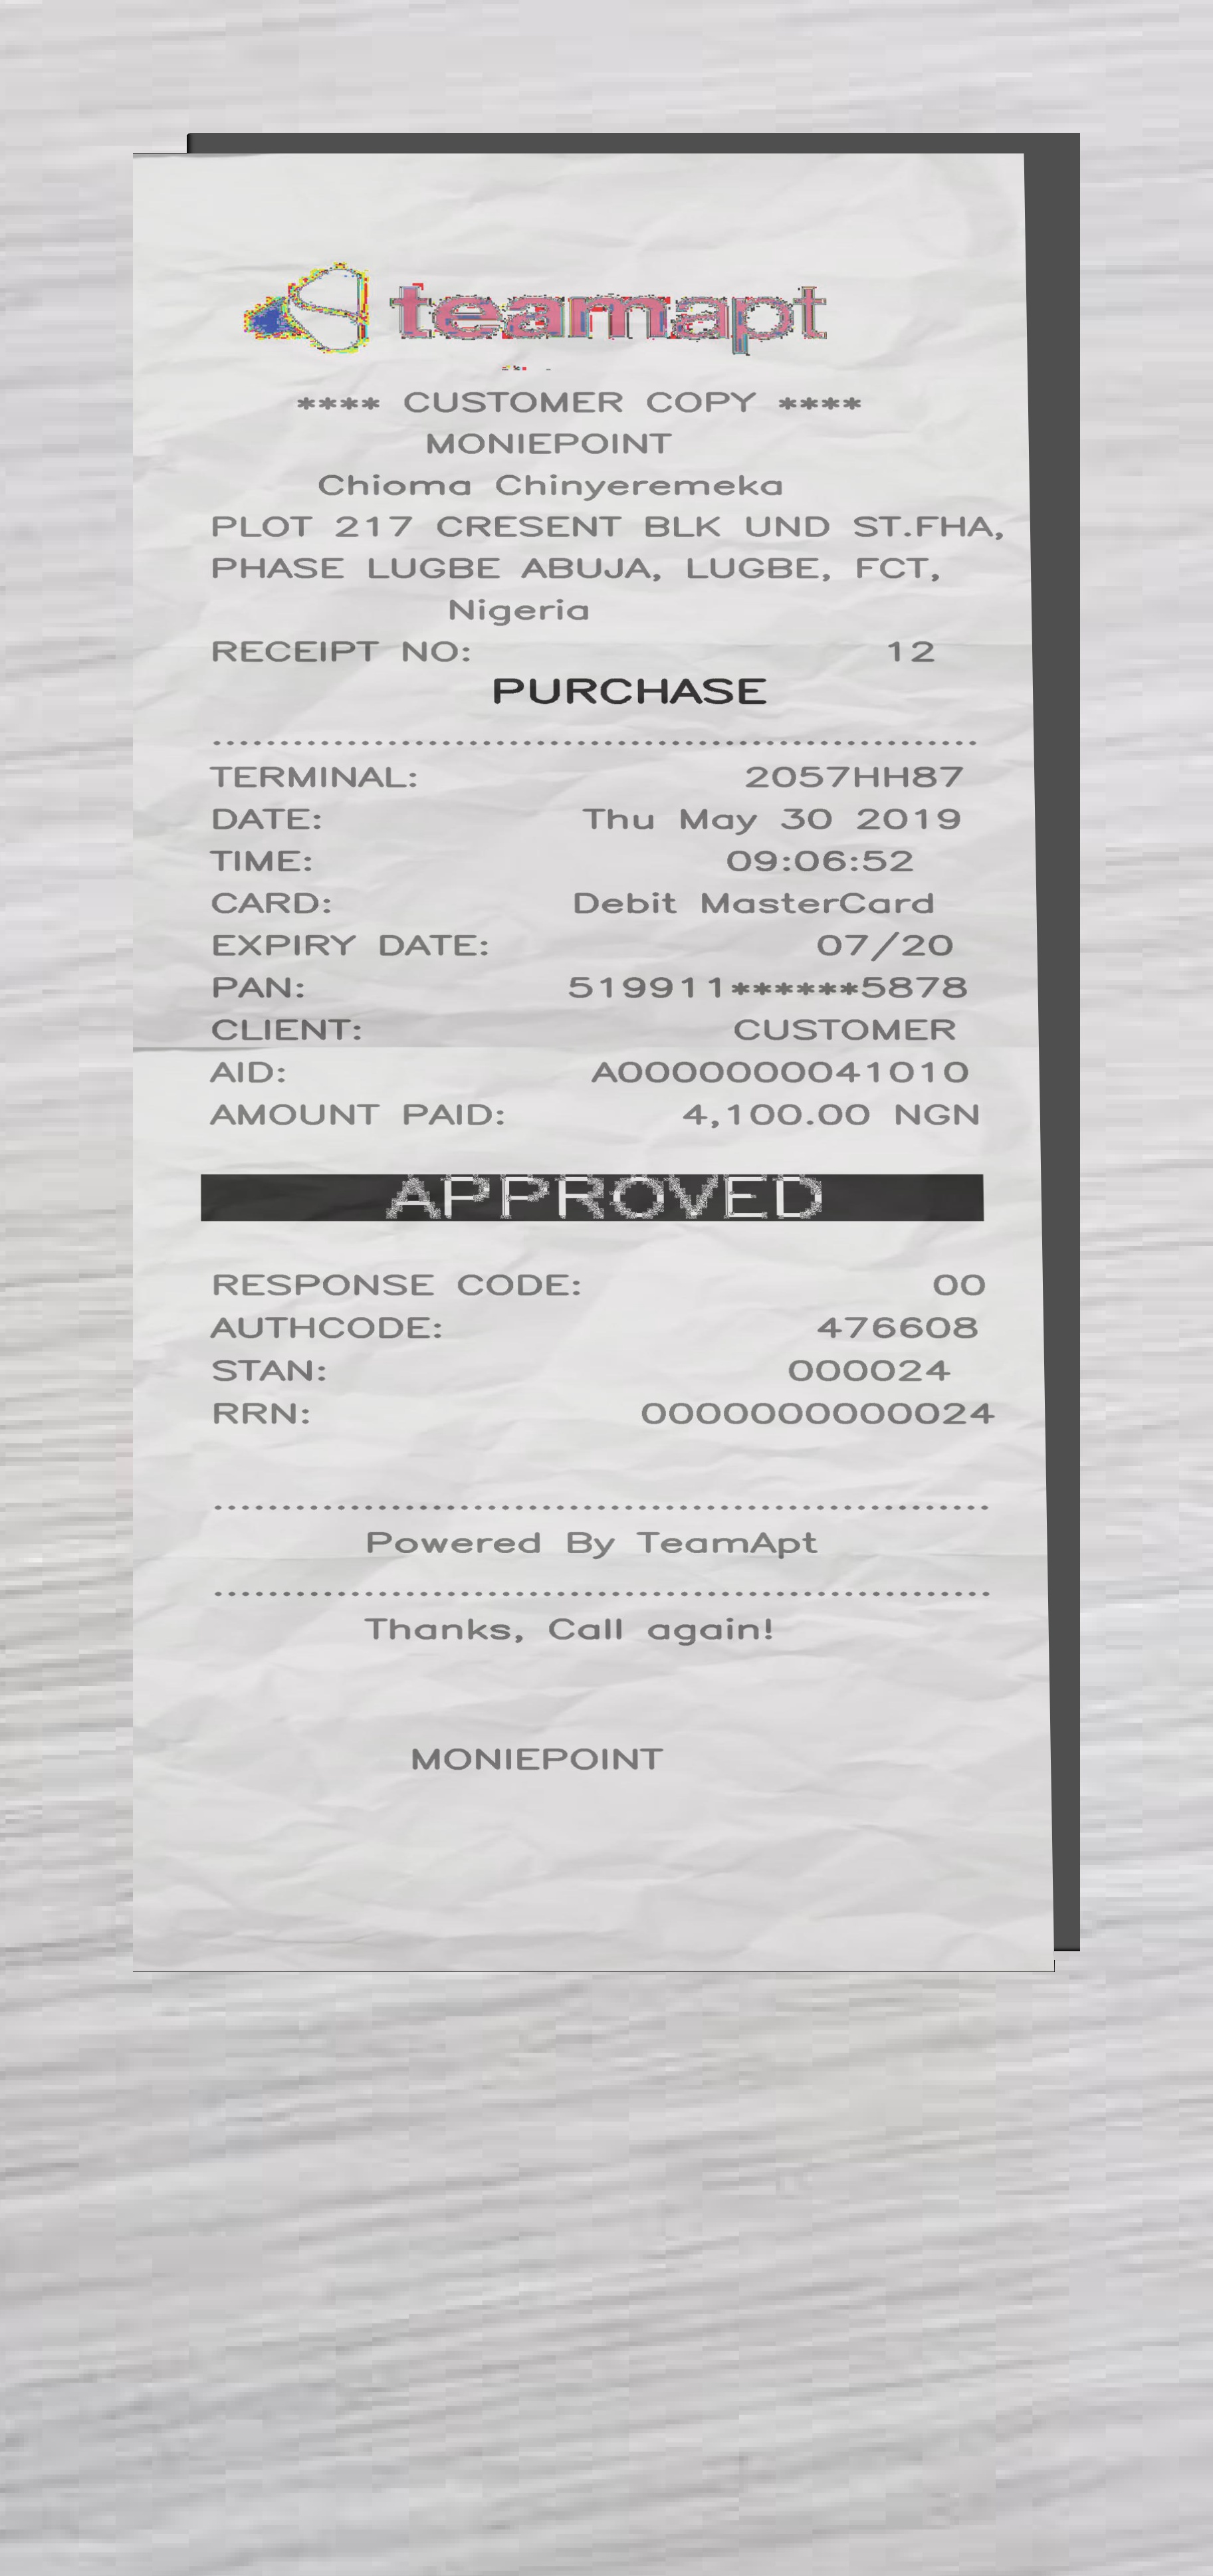 teamapt
**** CUSTOMER COPY ****
MONIEPOINT
Chioma Chinyeremeka
PLOT 217 CRESENT BLK UND ST.FHA,
PHASE LUGBE ABUJA, LUGBE, FCT,
Nigeria
RECEIPT NO: 12
PURCHASE
TERMINAL: 2057HH87
DATE: Thu May 30 2019
TIME: 09:06:52
CARD: Debit MasterCard
EXPIRY DATE: 07/20
PAN: 519911******5878
CLIENT: CUSTOMER
AID: A0000000041010
AMOUNT PAID: 4,100.00 NGN
APPROVED
RESPONSE CODE: 00
AUTHCODE: 476608
STAN: 000024
RRN: 0000000000024
Powered By TeamApt
Thanks, Call again!
MONIEPOINT